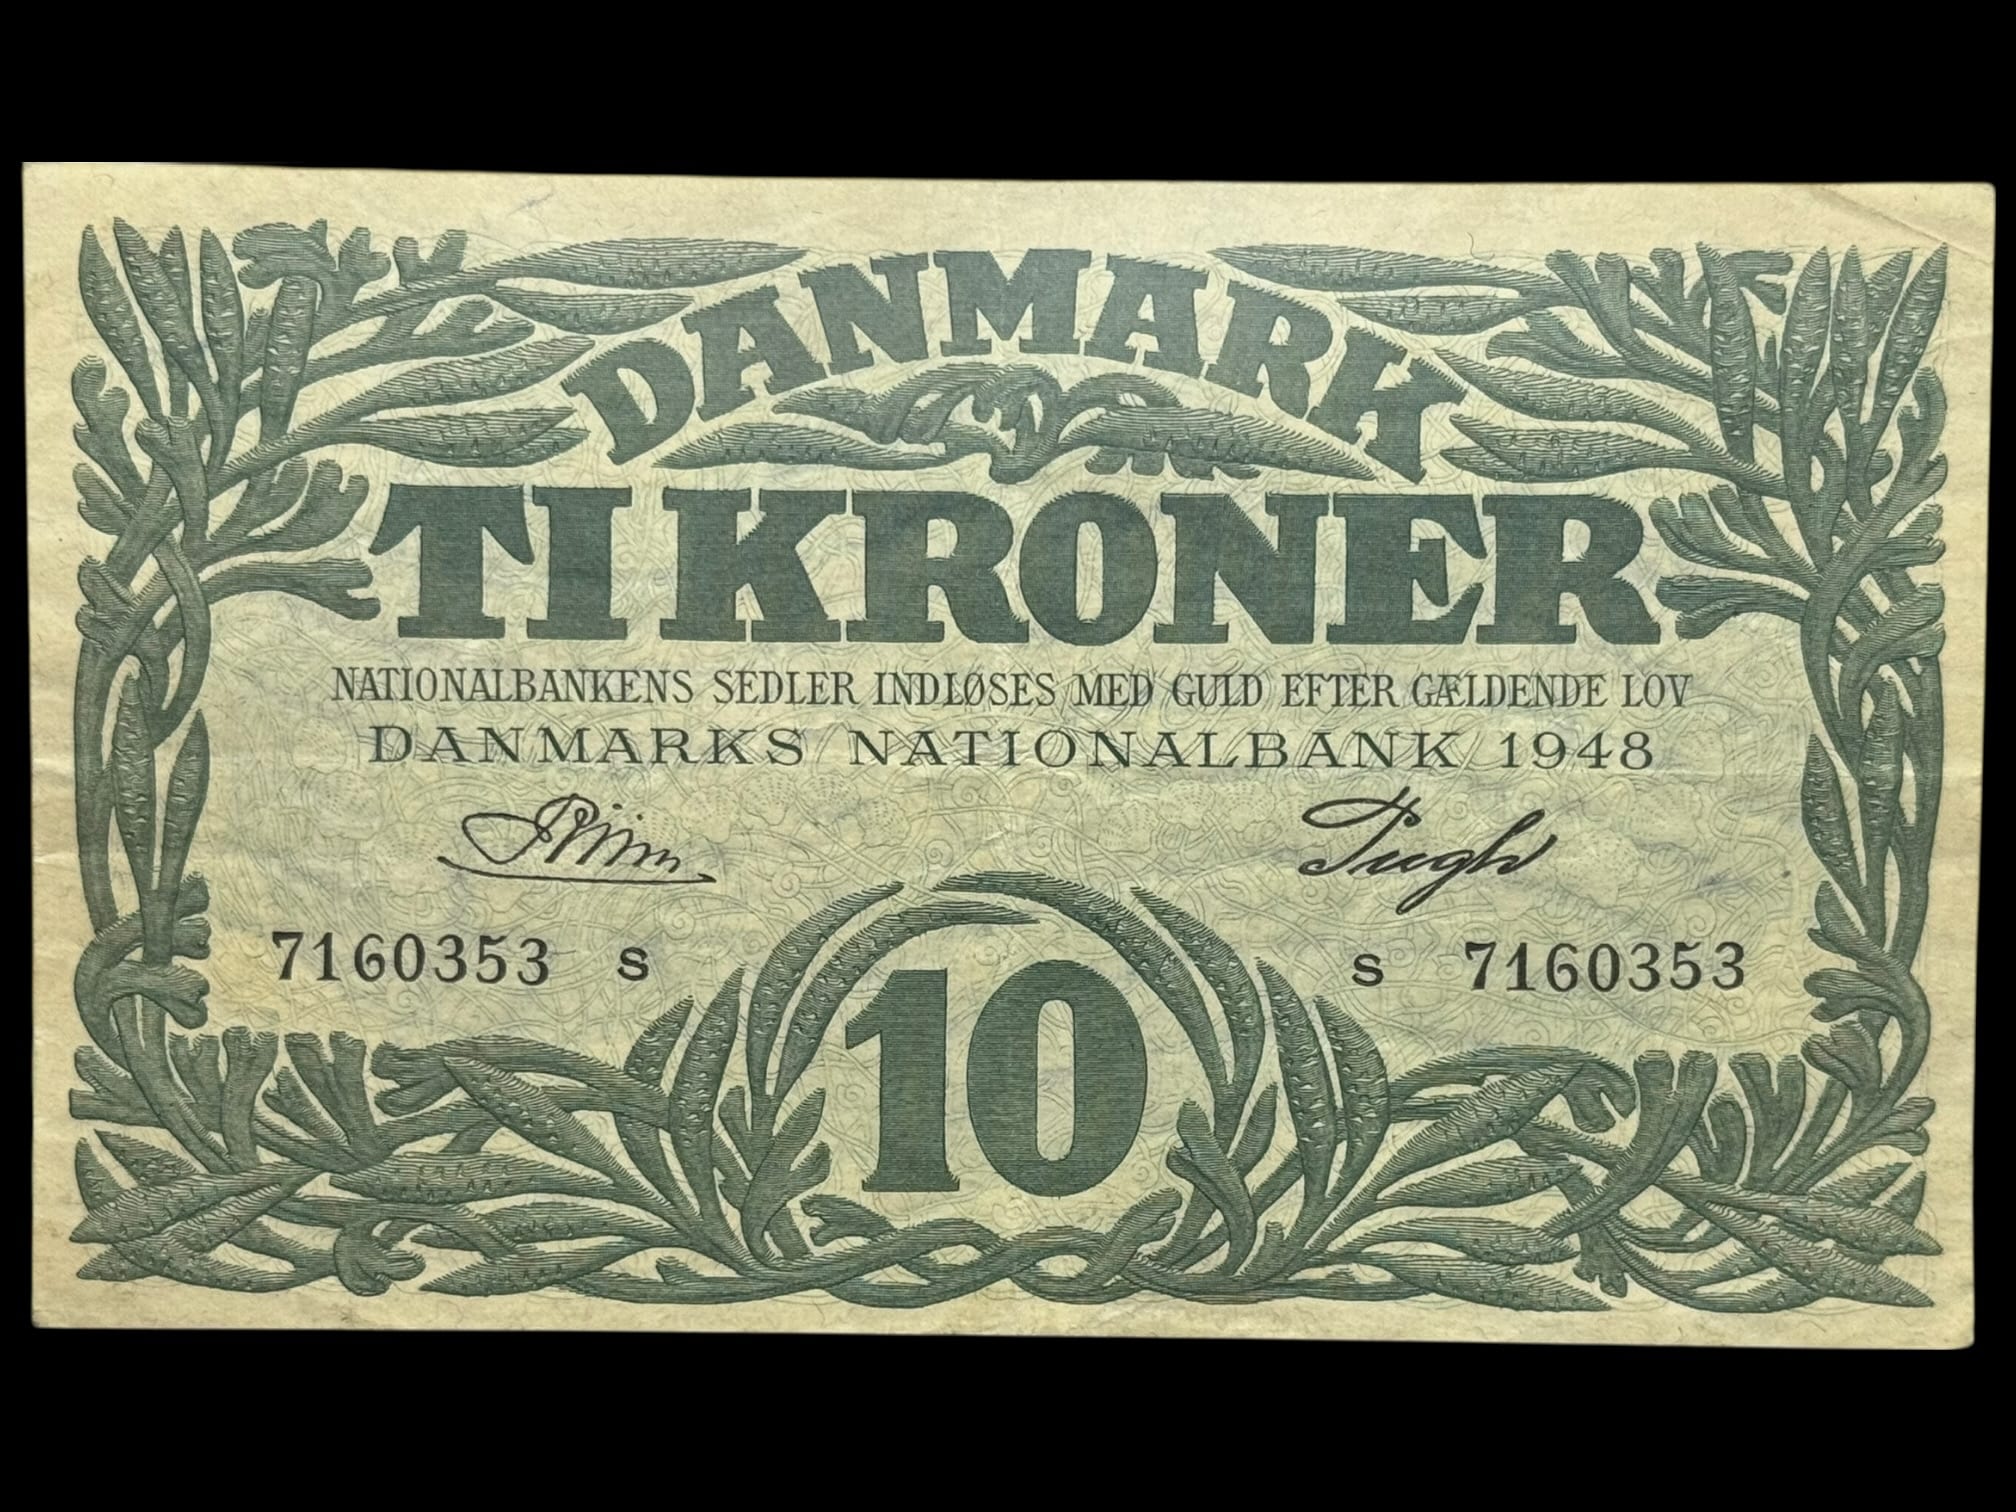 DANMARK
TI KRONER
NATIONALBANKENS SEDLER INDLØSES MED GULD EFTER GÆLDENDE LOV
DANMARKS NATIONALBANK 1948
7160353 s s 7160353
10